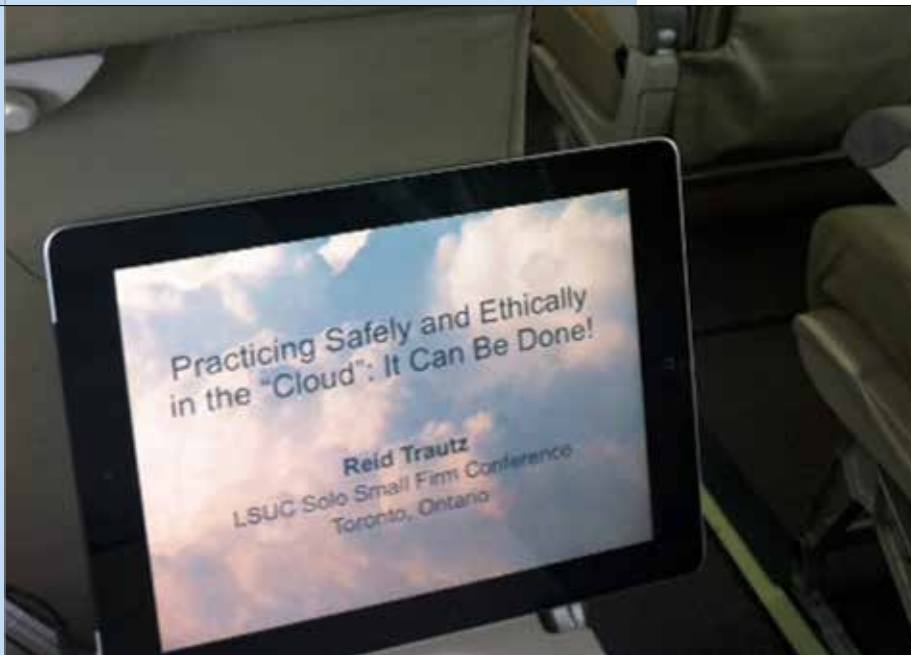 Practicing Safely and Ethically
in the "Cloud": It Can Be Done!
Reid Trautz
LSUC Solo Small Firm Conference
Toronto, Ontario